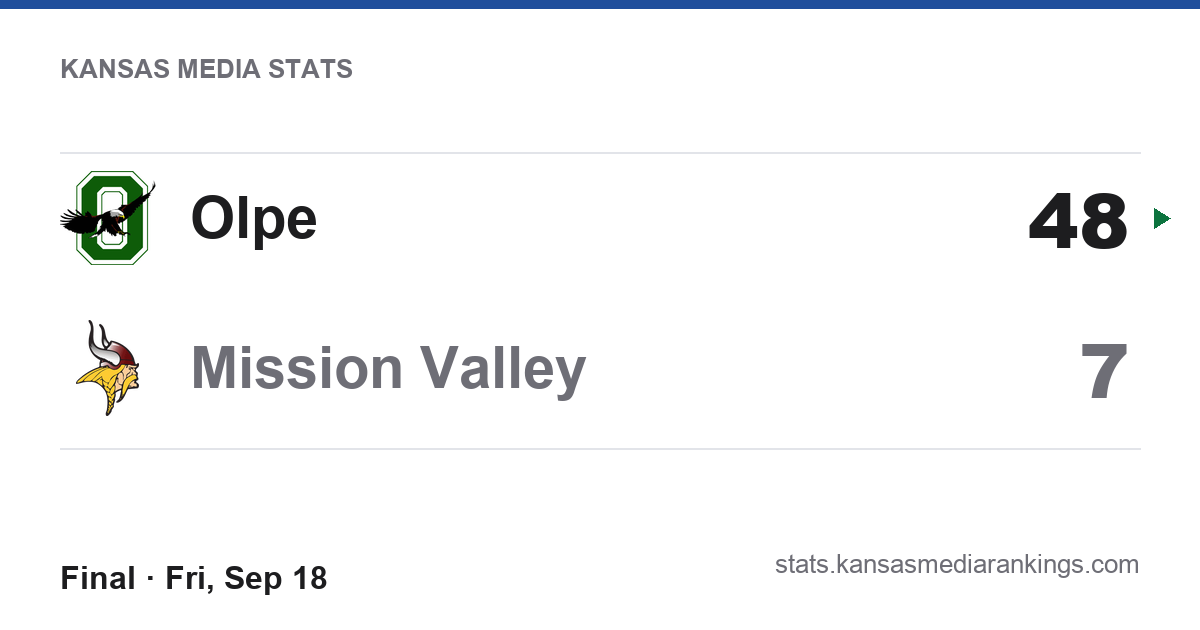 KANSAS MEDIA STATS
Olpe 48
Mission Valley 7
Final · Fri, Sep 18
stats.kansasmediarankings.com